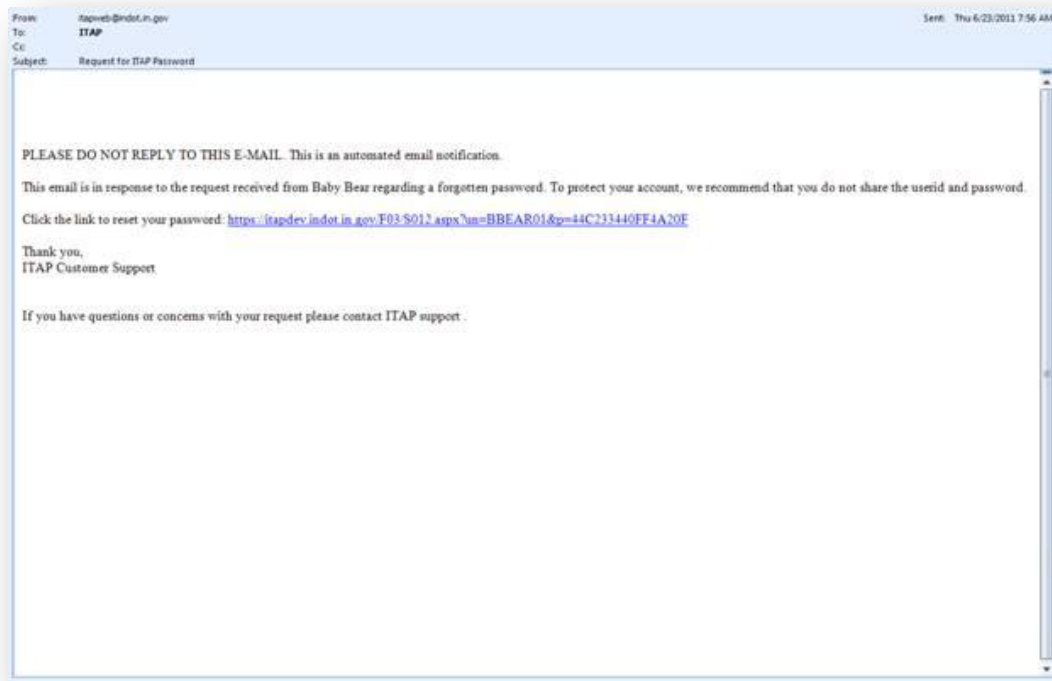 From: itapweb@indot.in.gov Sent: Thu 6/23/2011 7:56 AM
To: ITAP
Cc:
Subject: Request for ITAP Password
PLEASE DO NOT REPLY TO THIS E-MAIL. This is an automated email notification.
This email is in response to the request received from Baby Bear regarding a forgotten password. To protect your account, we recommend that you do not share the userid and password.
Click the link to reset your password: https://itapdev.indot.in.gov/F03/S012.aspx?un=BBEAR01&p=44C233440FF4A20F
Thank you,
ITAP Customer Support
If you have questions or concerns with your request please contact ITAP support .